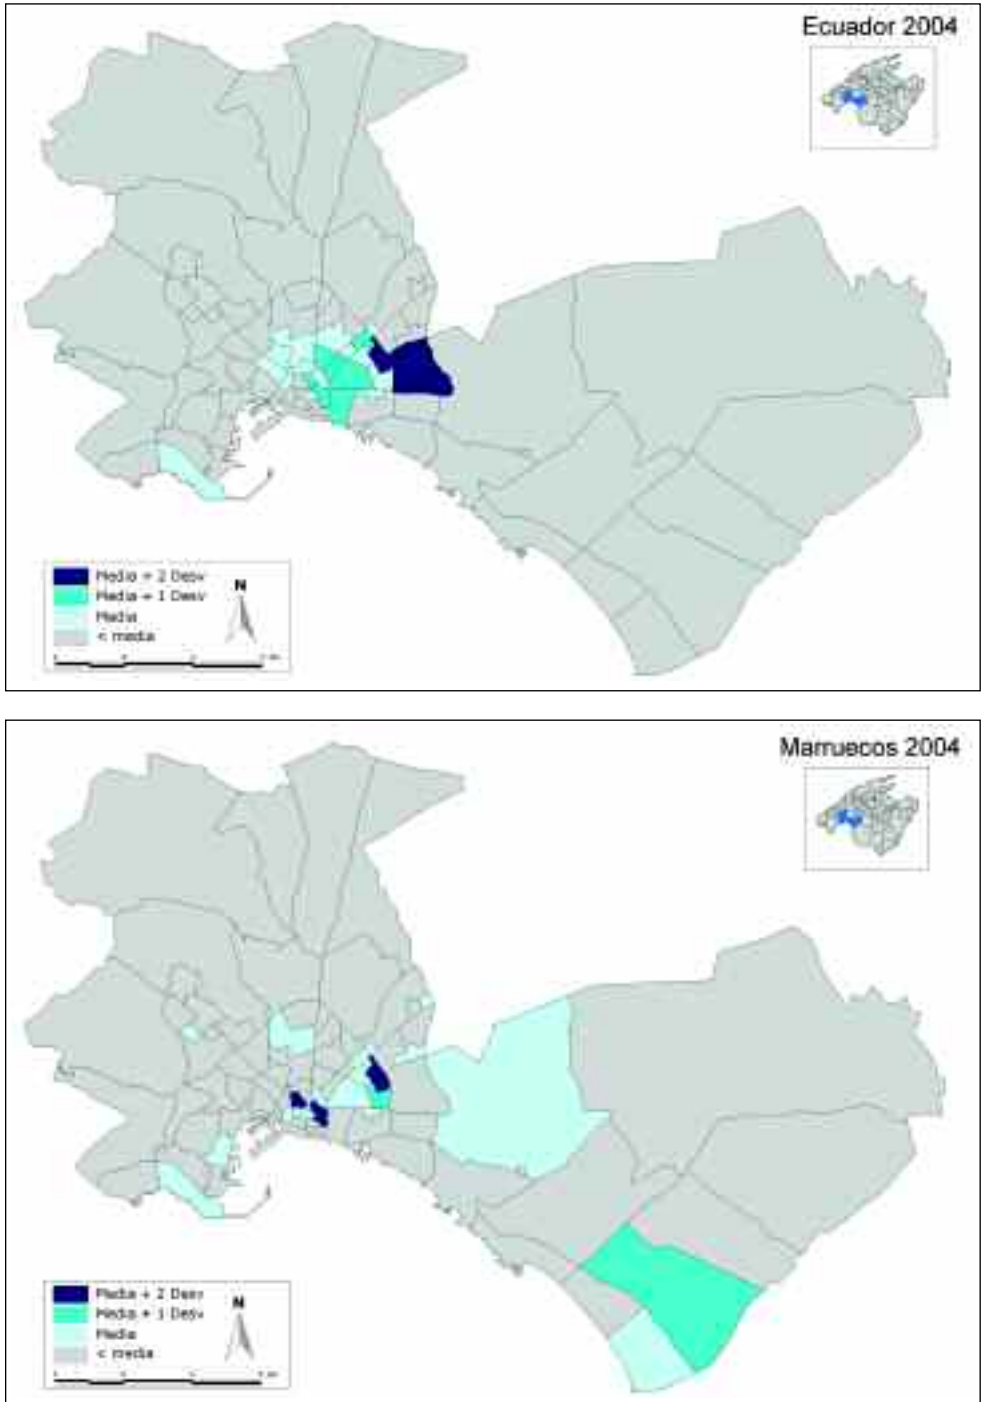 Ecuador 2004
Media + 2 Desv
Media + 1 Desv
Media
< media
N
Marruecos 2004
Media + 2 Desv
Media + 1 Desv
Media
< media
N